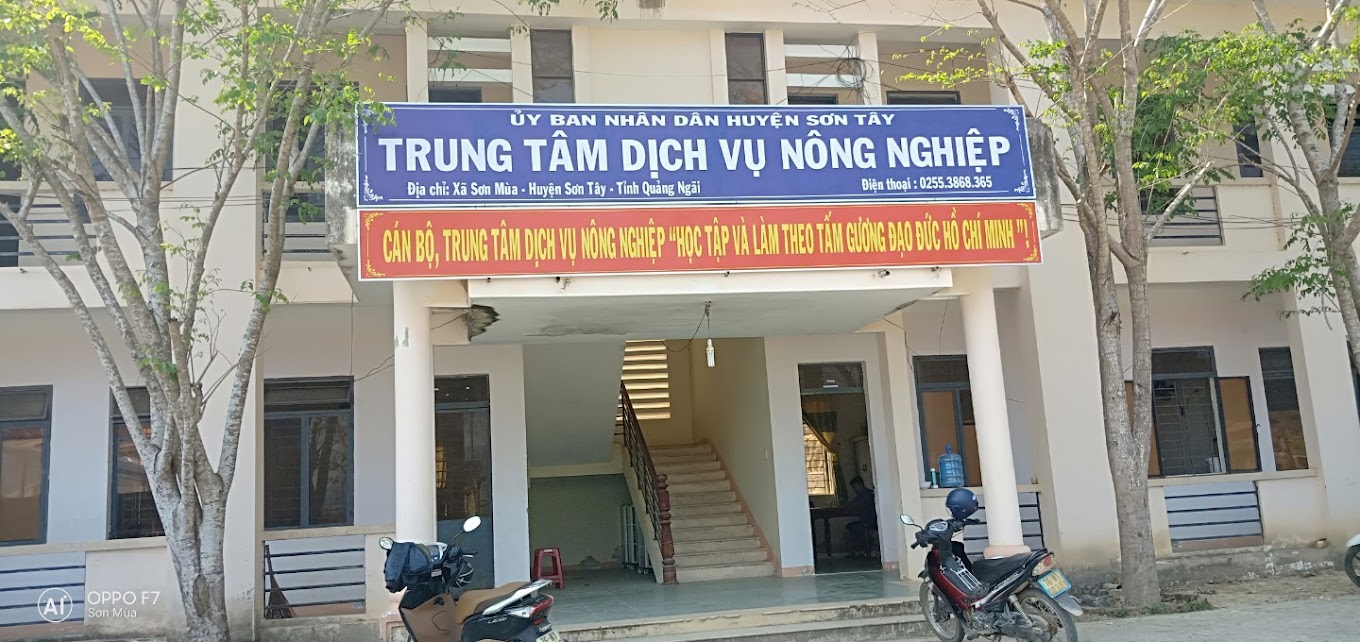 ỦY BAN NHÂN DÂN HUYỆN SƠN TÂY
TRUNG TÂM DỊCH VỤ NÔNG NGHIỆP
Địa chỉ: Xã Sơn Mùa - Huyện Sơn Tây - Tỉnh Quảng Ngãi
Điện thoại : 0255.3868.365
CÁN BỘ, TRUNG TÂM DỊCH VỤ NÔNG NGHIỆP “HỌC TẬP VÀ LÀM THEO TẤM GƯƠNG ĐẠO ĐỨC HỒ CHÍ MINH ”!
AI
OPPO F7
Sơn Mua